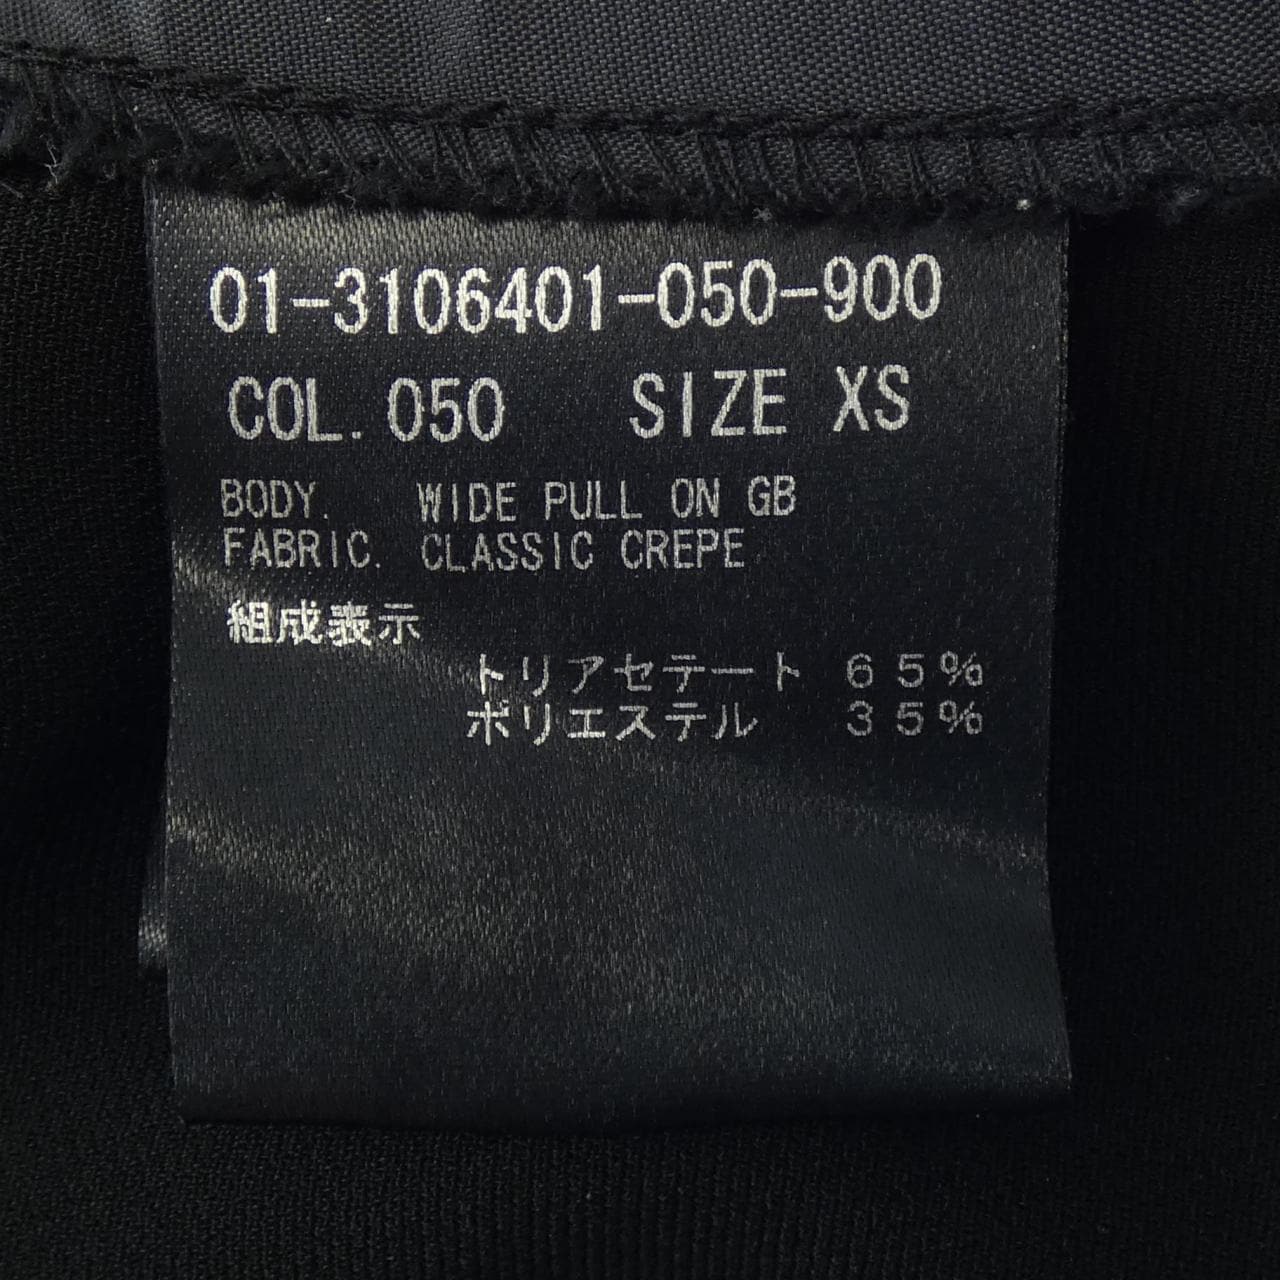 01-3106401-050-900
COL. 050 SIZE XS
BODY. WIDE PULL ON GB
FABRIC. CLASSIC CREPE
組成表示
トリアセテート 65%
ポリエステル 35%